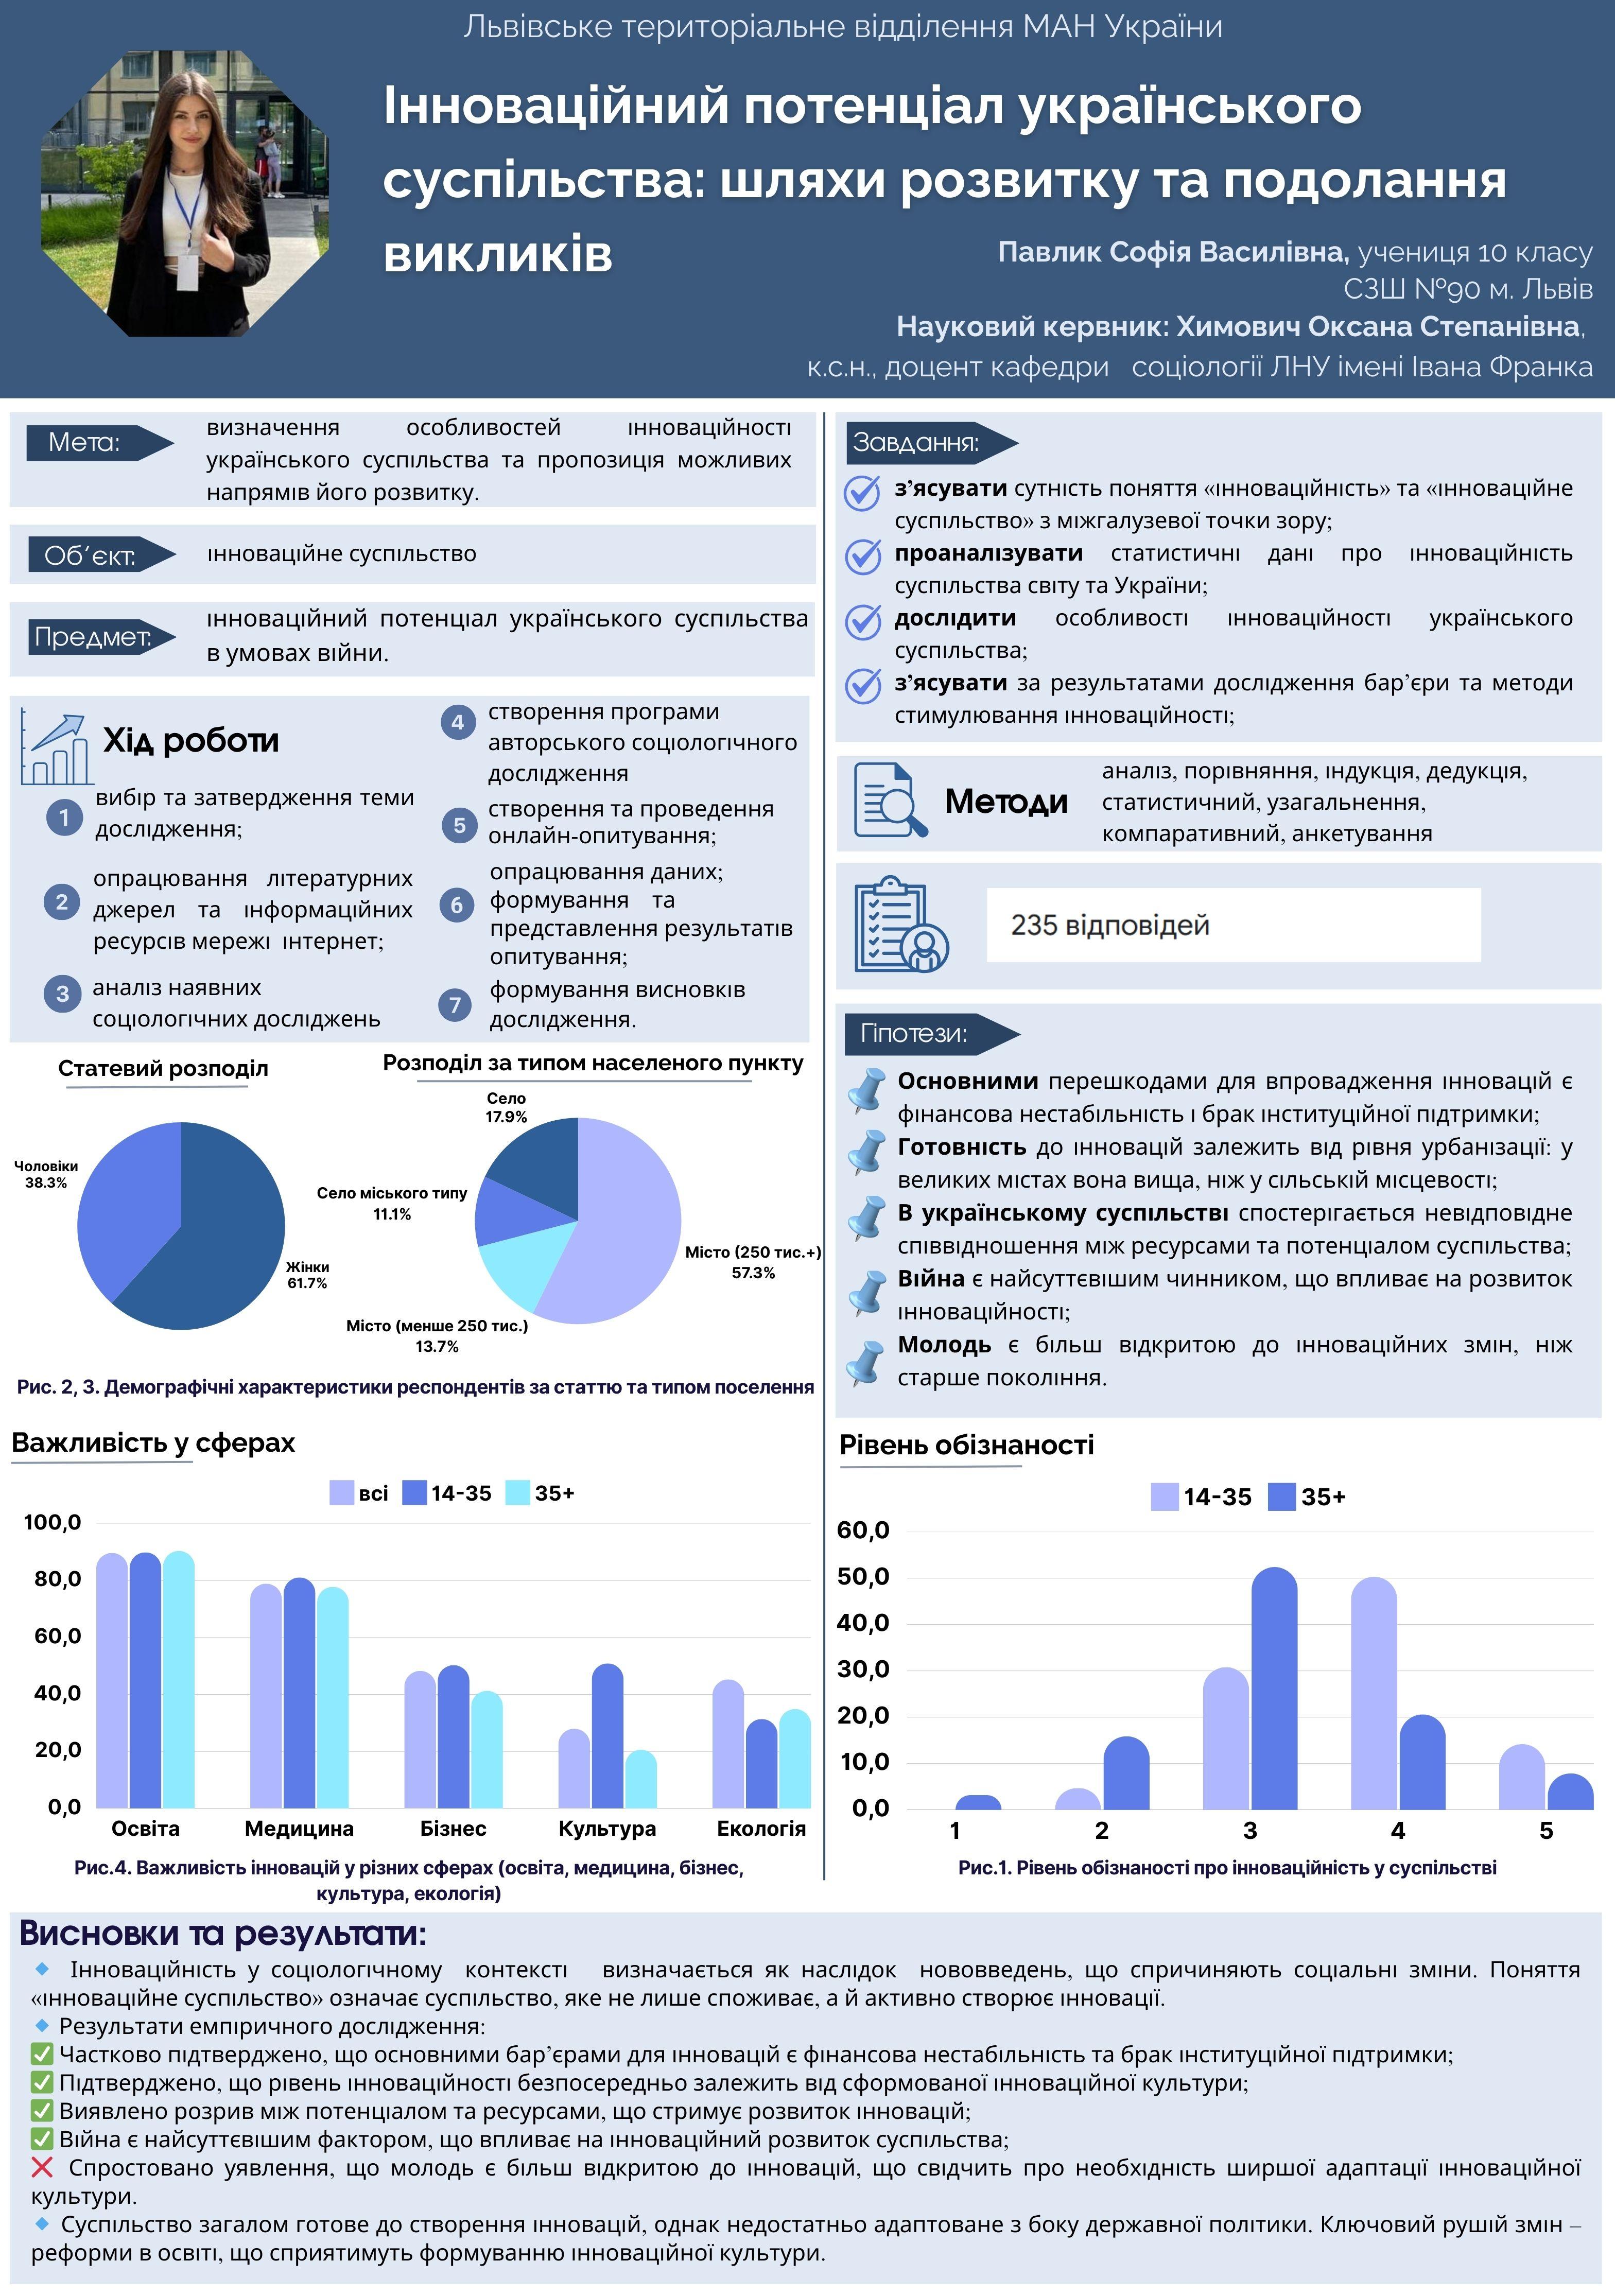 Львівське територіальне відділення МАН України
Інноваційний потенціал українського
суспільства: шляхи розвитку та подолання
викликів
Павлик Софія Василівна, учениця 10 класу
СЗШ №90 м. Львів
Науковий кервник: Химович Оксана Степанівна,
к.с.н., доцент кафедри соціології ЛНУ імені Івана Франка
Мета:
визначення особливостей інноваційності
українського суспільства та пропозиція можливих
напрямів його розвитку.
Об‘єкт:
інноваційне суспільство
Предмет:
інноваційний потенціал українського суспільства
в умовах війни.
Хід роботи
1
вибір та затвердження теми
дослідження;
2
опрацювання літературних
джерел та інформаційних
ресурсів мережі інтернет;
3
аналіз наявних
соціологічних досліджень
4
створення програми
авторського соціологічного
дослідження
5
створення та проведення
онлайн-опитування;
6
опрацювання даних;
формування та
представлення результатів
опитування;
7
формування висновків
дослідження.
Завдання:
з’ясувати сутність поняття «інноваційність» та «інноваційне
суспільство» з міжгалузевої точки зору;
проаналізувати статистичні дані про інноваційність
суспільства світу та України;
дослідити особливості інноваційності українського
суспільства;
з’ясувати за результатами дослідження бар’єри та методи
стимулювання інноваційності;
Методи
аналіз, порівняння, індукція, дедукція,
статистичний, узагальнення,
компаративний, анкетування
235 відповідей
Гіпотези:
Основними перешкодами для впровадження інновацій є
фінансова нестабільність і брак інституційної підтримки;
Готовність до інновацій залежить від рівня урбанізації: у
великих містах вона вища, ніж у сільській місцевості;
В українському суспільстві спостерігається невідповідне
співвідношення між ресурсами та потенціалом суспільства;
Війна є найсуттєвішим чинником, що впливає на розвиток
інноваційності;
Молодь є більш відкритою до інноваційних змін, ніж
старше покоління.
Статевий розподіл
Чоловіки
38.3%
Жінки
61.7%
Розподіл за типом населеного пункту
Село
17.9%
Село міського типу
11.1%
Місто (250 тис.+)
57.3%
Місто (менше 250 тис.)
13.7%
Рис. 2, 3. Демографічні характеристики респондентів за статтю та типом поселення
Важливість у сферах
всі 14-35 35+
100,0
80,0
60,0
40,0
20,0
0,0
Освіта Медицина Бізнес Культура Екологія
Рис.4. Важливість інновацій у різних сферах (освіта, медицина, бізнес,
культура, екологія)
Рівень обізнаності
14-35 35+
60,0
50,0
40,0
30,0
20,0
10,0
0,0
1 2 3 4 5
Рис.1. Рівень обізнаності про інноваційність у суспільстві
Висновки та результати:
Інноваційність у соціологічному контексті визначається як наслідок нововведень, що спричиняють соціальні зміни. Поняття
«інноваційне суспільство» означає суспільство, яке не лише споживає, а й активно створює інновації.
Результати емпіричного дослідження:
Частково підтверджено, що основними бар’єрами для інновацій є фінансова нестабільність та брак інституційної підтримки;
Підтверджено, що рівень інноваційності безпосередньо залежить від сформованої інноваційної культури;
Виявлено розрив між потенціалом та ресурсами, що стримує розвиток інновацій;
Війна є найсуттєвішим фактором, що впливає на інноваційний розвиток суспільства;
Спростовано уявлення, що молодь є більш відкритою до інновацій, що свідчить про необхідність ширшої адаптації інноваційної
культури.
Суспільство загалом готове до створення інновацій, однак недостатньо адаптоване з боку державної політики. Ключовий рушій змін –
реформи в освіті, що сприятимуть формуванню інноваційної культури.